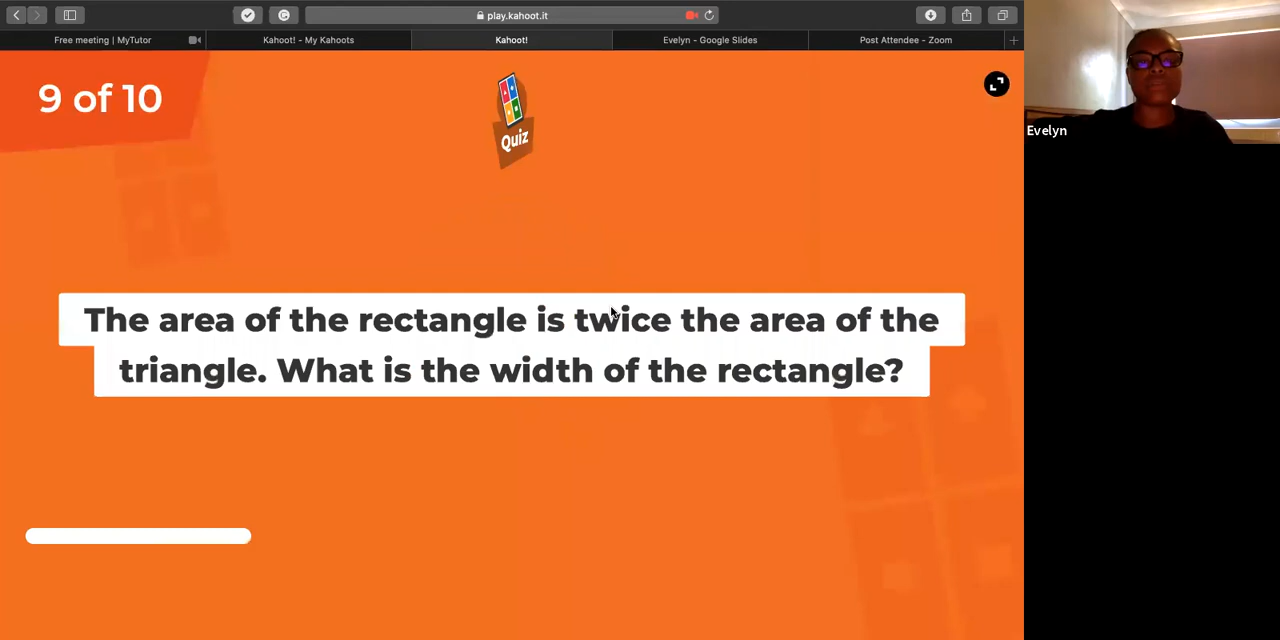 play.kahoot.it
Free meeting | MyTutor
Kahoot! - My Kahoots
Kahoot!
Evelyn - Google Slides
Post Attendee - Zoom
9 of 10
Quiz
Evelyn
The area of the rectangle is twice the area of the
triangle. What is the width of the rectangle?